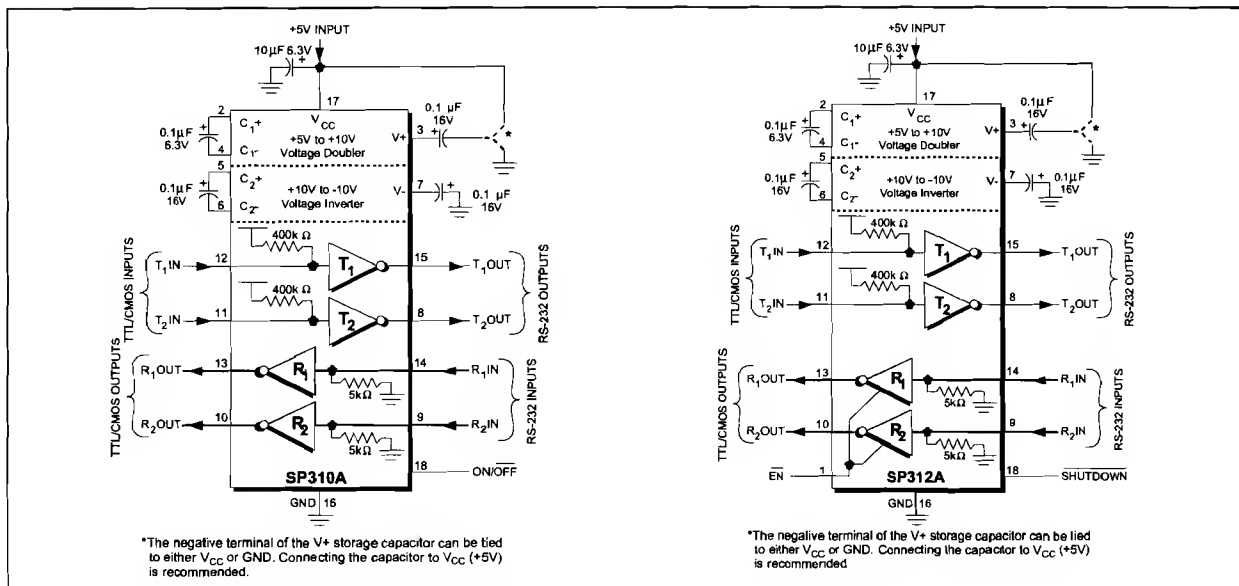 +5V INPUT
10 µF 6.3V
+
17
2
0.1µF
6.3V
+
4
C1+
C1-
VCC
+5V to +10V
Voltage Doubler
V+
3
0.1 µF
16V
+
*
5
0.1µF
16V
+
6
C2+
C2-
+10V to -10V
Voltage Inverter
V-
7
+
0.1 µF
16V
TTL/CMOS INPUTS
400k Ω
T1IN
12
T1
15
T1OUT
400k Ω
T2IN
11
T2
8
T2OUT
RS-232 OUTPUTS
TTL/CMOS OUTPUTS
R1OUT
13
R1
14
R1IN
5kΩ
R2OUT
10
R2
9
R2IN
5kΩ
RS-232 INPUTS
18
ON/O̅F̅F̅
SP310A
GND
16
*The negative terminal of the V+ storage capacitor can be tied
to either VCC or GND. Connecting the capacitor to VCC (+5V)
is recommended.
+5V INPUT
10 µF 6.3V
+
17
2
0.1µF
6.3V
+
4
C1+
C1-
VCC
+5V to +10V
Voltage Doubler
V+
3
0.1 µF
16V
+
*
5
0.1µF
16V
+
6
C2+
C2-
+10V to -10V
Voltage Inverter
V-
7
+
0.1µF
16V
TTL/CMOS INPUTS
400k Ω
T1IN
12
T1
15
T1OUT
400k Ω
T2IN
11
T2
8
T2OUT
RS-232 OUTPUTS
TTL/CMOS OUTPUTS
R1OUT
13
R1
14
R1IN
5kΩ
R2OUT
10
R2
9
R2IN
5kΩ
RS-232 INPUTS
E̅N̅
1
SP312A
18
S̅H̅U̅T̅D̅O̅W̅N̅
GND
16
*The negative terminal of the V+ storage capacitor can be tied
to either VCC or GND. Connecting the capacitor to VCC (+5V)
is recommended